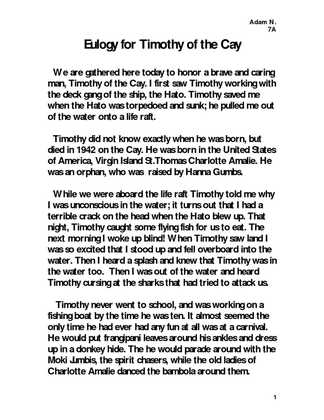 Adam N.
7A
Eulogy for Timothy of the Cay
We are gathered here today to honor a brave and caring
man, Timothy of the Cay. I first saw Timothy working with
the deck gang of the ship, the Hato. Timothy saved me
when the Hato was torpedoed and sunk; he pulled me out
of the water onto a life raft.
Timothy did not know exactly when he was born, but
died in 1942 on the Cay. He was born in the United States
of America, Virgin Island St.Thomas Charlotte Amalie. He
was an orphan, who was raised by Hanna Gumbs.
While we were aboard the life raft Timothy told me why
I was unconscious in the water; it turns out that I had a
terrible crack on the head when the Hato blew up. That
night, Timothy caught some flying fish for us to eat. The
next morning I woke up blind! When Timothy saw land I
was so excited that I stood up and fell overboard into the
water. Then I heard a splash and knew that Timothy was in
the water too. Then I was out of the water and heard
Timothy cursing at the sharks that had tried to attack us.
Timothy never went to school, and was working on a
fishing boat by the time he was ten. It almost seemed the
only time he had ever had any fun at all was at a carnival.
He would put frangipani leaves around his ankles and dress
up in a donkey hide. The he would parade around with the
Moki Jumbis, the spirit chasers, while the old ladies of
Charlotte Amalie danced the bambola around them.
1